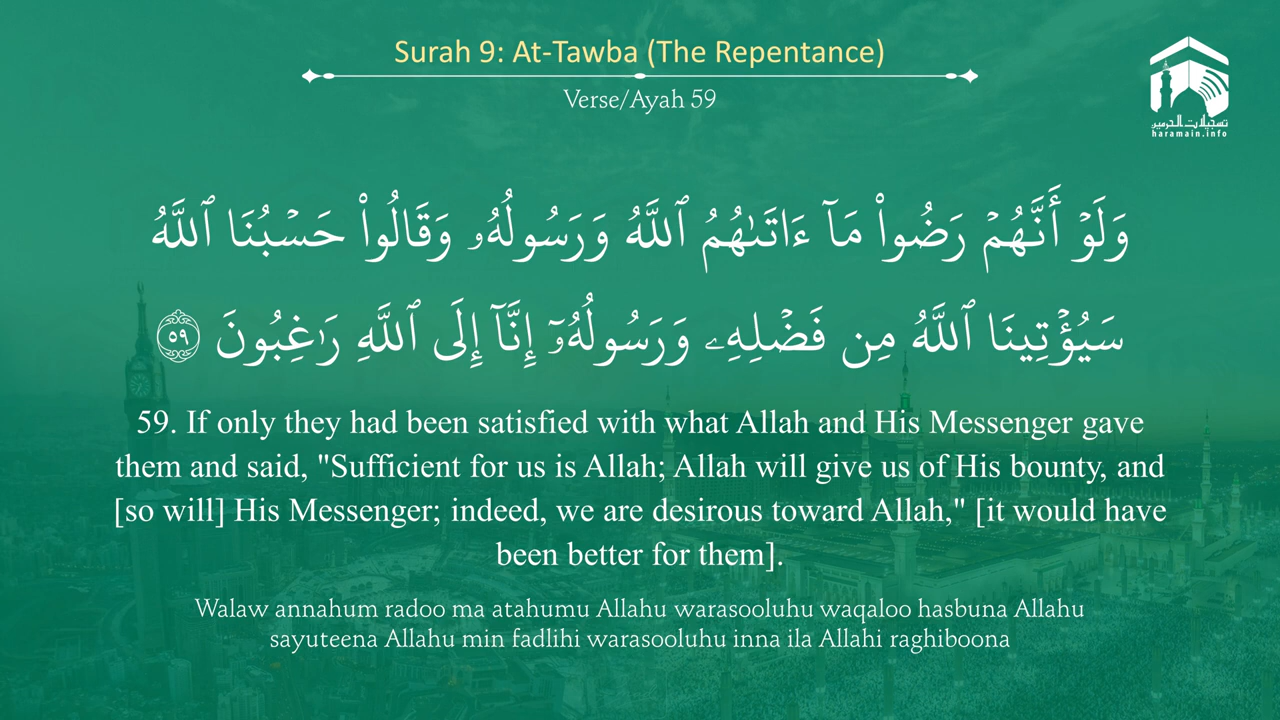 Surah 9: At-Tawba (The Repentance)
Verse/Ayah 59
تسجيلات الحرمين
haramain.info
وَلَوۡ أَنَّهُمۡ رَضُوا۟ مَآ ءَاتَىٰهُمُ ٱللَّهُ وَرَسُولُهُۥ وَقَالُوا۟ حَسۡبُنَا ٱللَّهُ
سَيُؤۡتِينَا ٱللَّهُ مِن فَضۡلِهِۦ وَرَسُولُهُۥٓ إِنَّآ إِلَى ٱللَّهِ رَٰغِبُونَ ٥٩
59. If only they had been satisfied with what Allah and His Messenger gave
them and said, "Sufficient for us is Allah; Allah will give us of His bounty, and
[so will] His Messenger; indeed, we are desirous toward Allah," [it would have
been better for them].
Walaw annahum radoo ma atahumu Allahu warasooluhu waqaloo hasbuna Allahu
sayuteena Allahu min fadlihi warasooluhu inna ila Allahi raghiboona